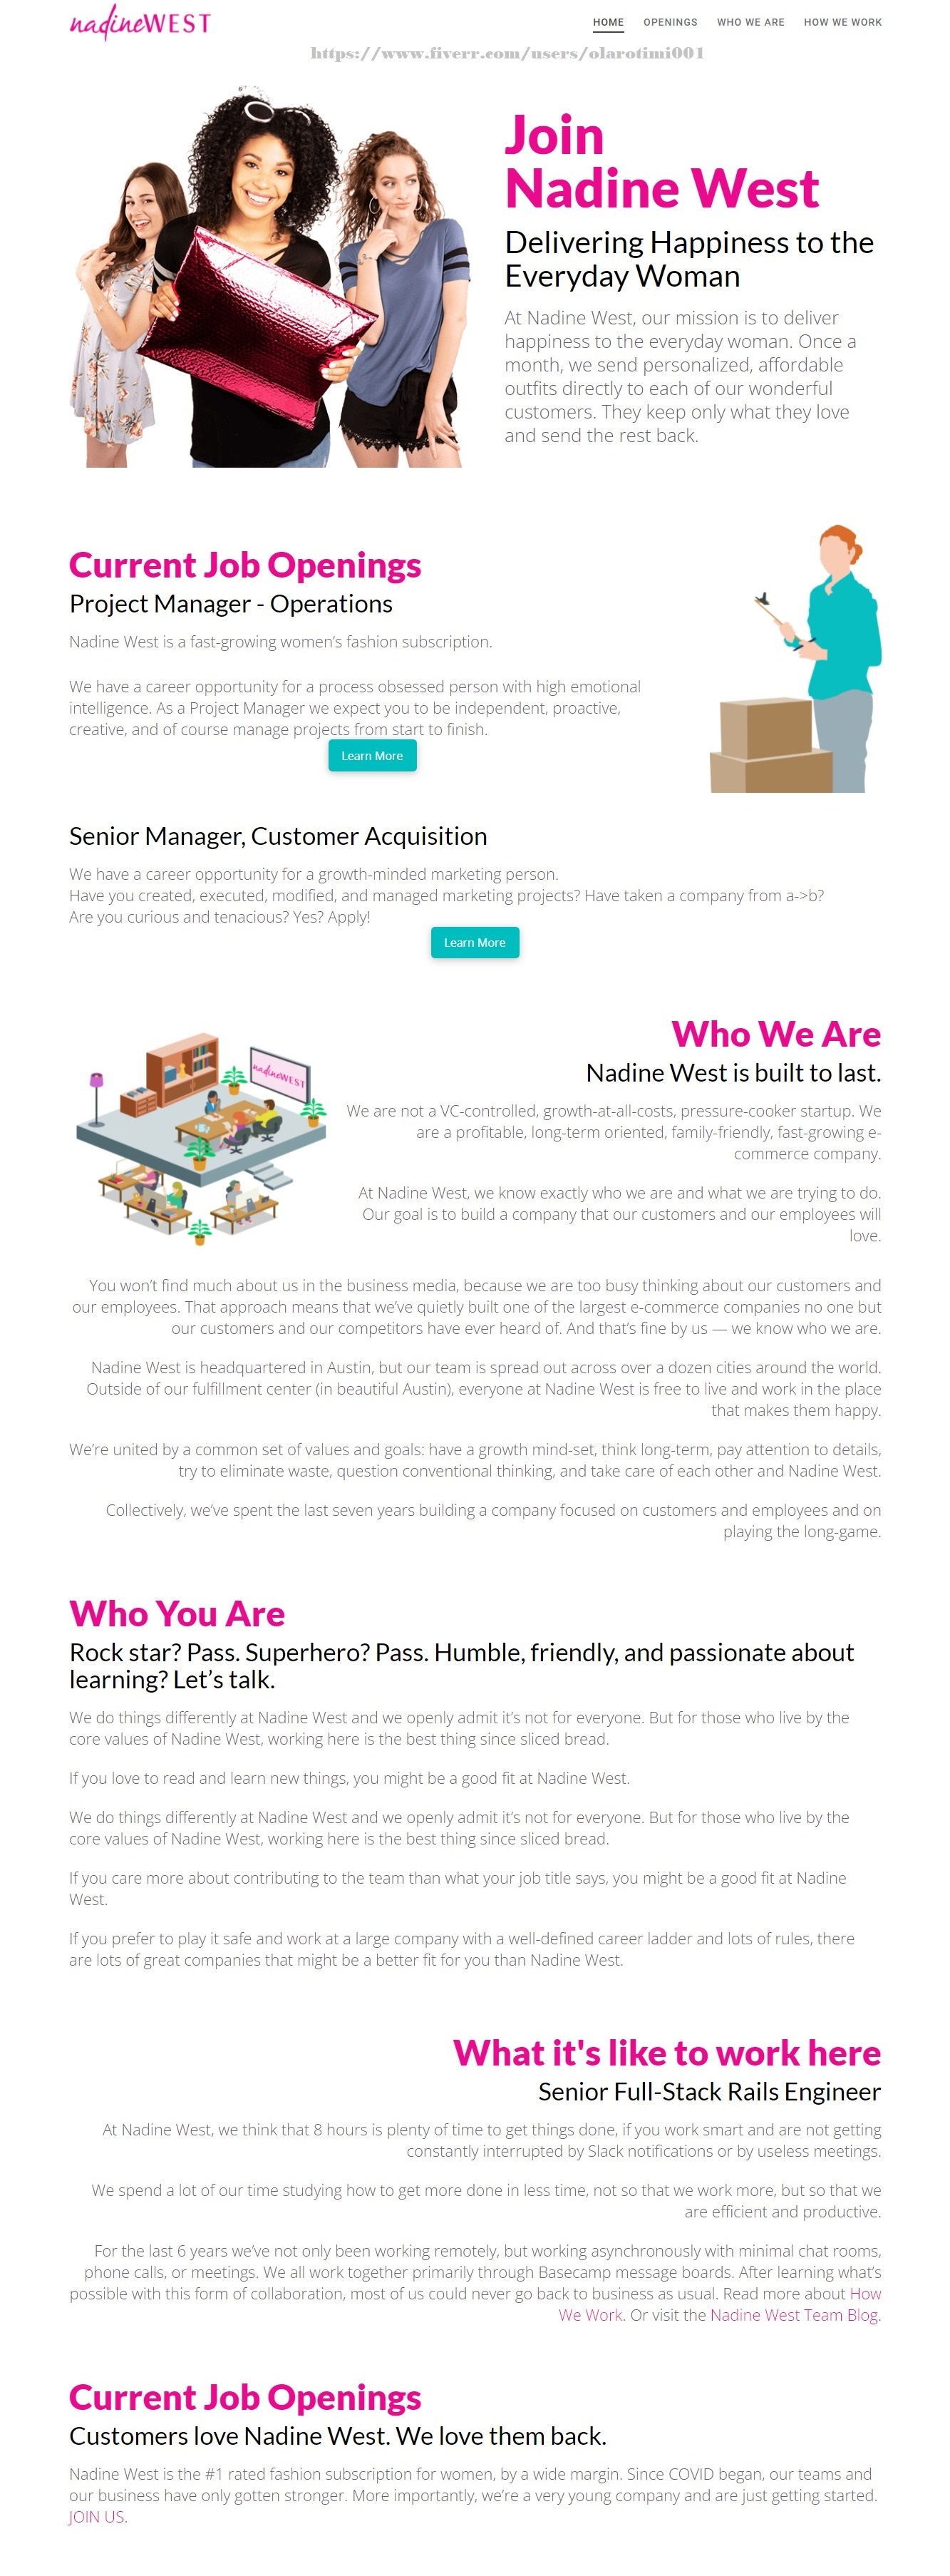 nadineWEST
HOME OPENINGS WHO WE ARE HOW WE WORK
https://www.fiverr.com/users/olarotimi001
Join
Nadine West
Delivering Happiness to the
Everyday Woman
At Nadine West, our mission is to deliver
happiness to the everyday woman. Once a
month, we send personalized, affordable
outfits directly to each of our wonderful
customers. They keep only what they love
and send the rest back.
Current Job Openings
Project Manager - Operations
Nadine West is a fast-growing women’s fashion subscription.
We have a career opportunity for a process obsessed person with high emotional
intelligence. As a Project Manager we expect you to be independent, proactive,
creative, and of course manage projects from start to finish.
Learn More
Senior Manager, Customer Acquisition
We have a career opportunity for a growth-minded marketing person.
Have you created, executed, modified, and managed marketing projects? Have taken a company from a->b?
Are you curious and tenacious? Yes? Apply!
Learn More
nadineWEST
Who We Are
Nadine West is built to last.
We are not a VC-controlled, growth-at-all-costs, pressure-cooker startup. We
are a profitable, long-term oriented, family-friendly, fast-growing e-
commerce company.
At Nadine West, we know exactly who we are and what we are trying to do.
Our goal is to build a company that our customers and our employees will
love.
You won’t find much about us in the business media, because we are too busy thinking about our customers and
our employees. That approach means that we’ve quietly built one of the largest e-commerce companies no one but
our customers and our competitors have ever heard of. And that’s fine by us — we know who we are.
Nadine West is headquartered in Austin, but our team is spread out across over a dozen cities around the world.
Outside of our fulfillment center (in beautiful Austin), everyone at Nadine West is free to live and work in the place
that makes them happy.
We’re united by a common set of values and goals: have a growth mind-set, think long-term, pay attention to details,
try to eliminate waste, question conventional thinking, and take care of each other and Nadine West.
Collectively, we’ve spent the last seven years building a company focused on customers and employees and on
playing the long-game.
Who You Are
Rock star? Pass. Superhero? Pass. Humble, friendly, and passionate about
learning? Let’s talk.
We do things differently at Nadine West and we openly admit it’s not for everyone. But for those who live by the
core values of Nadine West, working here is the best thing since sliced bread.
If you love to read and learn new things, you might be a good fit at Nadine West.
We do things differently at Nadine West and we openly admit it’s not for everyone. But for those who live by the
core values of Nadine West, working here is the best thing since sliced bread.
If you care more about contributing to the team than what your job title says, you might be a good fit at Nadine
West.
If you prefer to play it safe and work at a large company with a well-defined career ladder and lots of rules, there
are lots of great companies that might be a better fit for you than Nadine West.
What it's like to work here
Senior Full-Stack Rails Engineer
At Nadine West, we think that 8 hours is plenty of time to get things done, if you work smart and are not getting
constantly interrupted by Slack notifications or by useless meetings.
We spend a lot of our time studying how to get more done in less time, not so that we work more, but so that we
are efficient and productive.
For the last 6 years we’ve not only been working remotely, but working asynchronously with minimal chat rooms,
phone calls, or meetings. We all work together primarily through Basecamp message boards. After learning what’s
possible with this form of collaboration, most of us could never go back to business as usual. Read more about How
We Work. Or visit the Nadine West Team Blog.
Current Job Openings
Customers love Nadine West. We love them back.
Nadine West is the #1 rated fashion subscription for women, by a wide margin. Since COVID began, our teams and
our business have only gotten stronger. More importantly, we’re a very young company and are just getting started.
JOIN US.